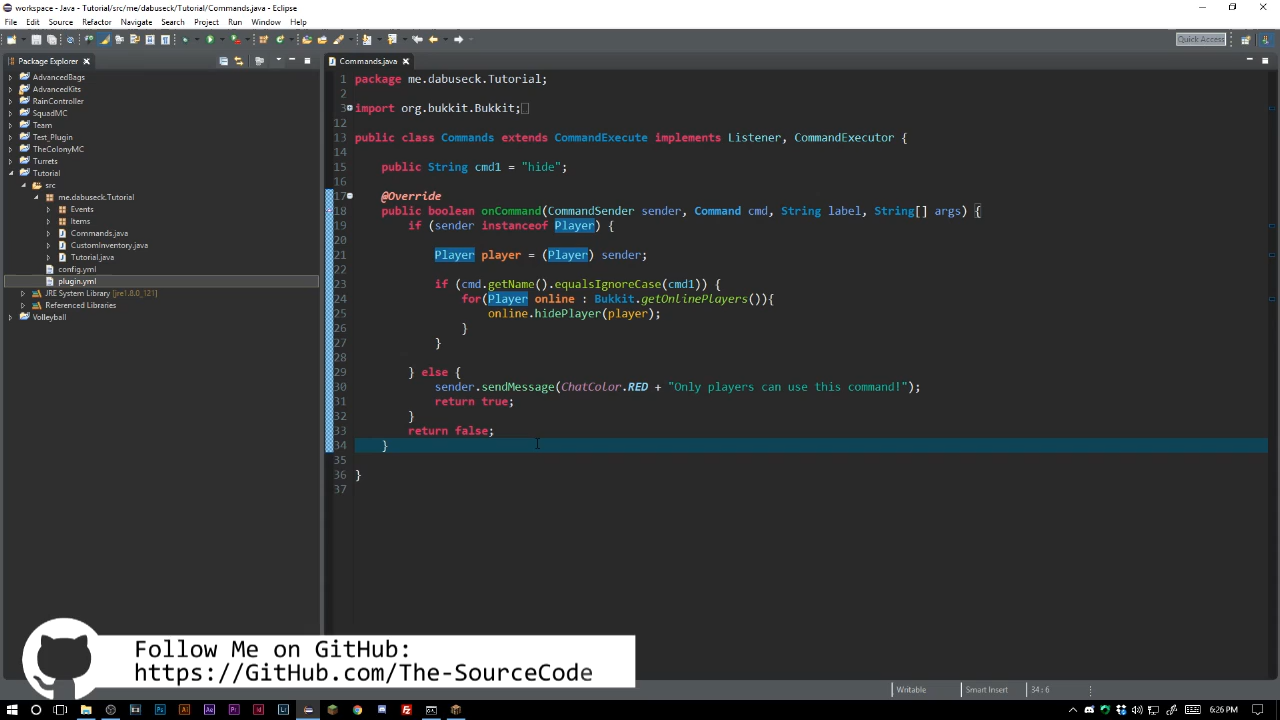 workspace - Java - Tutorial/src/me/dabuseck/Tutorial/Commands.java - Eclipse
File Edit Source Refactor Navigate Search Project Run Window Help
Quick Access
Package Explorer
AdvancedBags
AdvancedKits
RainController
SquadMC
Team
Test_Plugin
TheColonyMC
Turrets
Tutorial
src
me.dabuseck.Tutorial
Events
Items
Commands.java
CustomInventory.java
Tutorial.java
config.yml
plugin.yml
JRE System Library [jre1.8.0_121]
Referenced Libraries
Volleyball
Commands.java
1 package me.dabuseck.Tutorial;
2
3 import org.bukkit.Bukkit;
12
13 public class Commands extends CommandExecute implements Listener, CommandExecutor {
14
15 public String cmd1 = "hide";
16
17 @Override
18 public boolean onCommand(CommandSender sender, Command cmd, String label, String[] args) {
19 if (sender instanceof Player) {
20
21 Player player = (Player) sender;
22
23 if (cmd.getName().equalsIgnoreCase(cmd1)) {
24 for(Player online : Bukkit.getOnlinePlayers()){
25 online.hidePlayer(player);
26 }
27 }
28
29 } else {
30 sender.sendMessage(ChatColor.RED + "Only players can use this command!");
31 return true;
32 }
33 return false;
34 }
35
36 }
37
Follow Me on GitHub:
https://GitHub.com/The-SourceCode
Writable Smart Insert 34 : 6
6:26 PM